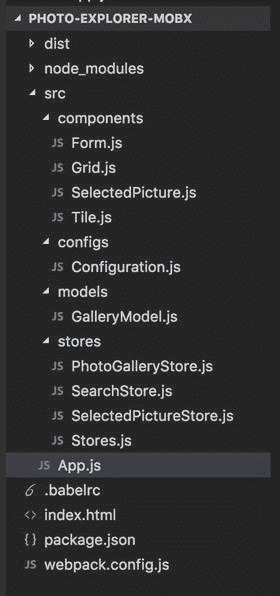 PHOTO-EXPLORER-MOBX
dist
node_modules
src
components
JS Form.js
JS Grid.js
JS SelectedPicture.js
JS Tile.js
configs
JS Configuration.js
models
JS GalleryModel.js
stores
JS PhotoGalleryStore.js
JS SearchStore.js
JS SelectedPictureStore.js
JS Stores.js
JS App.js
.babelrc
<> index.html
{} package.json
JS webpack.config.js